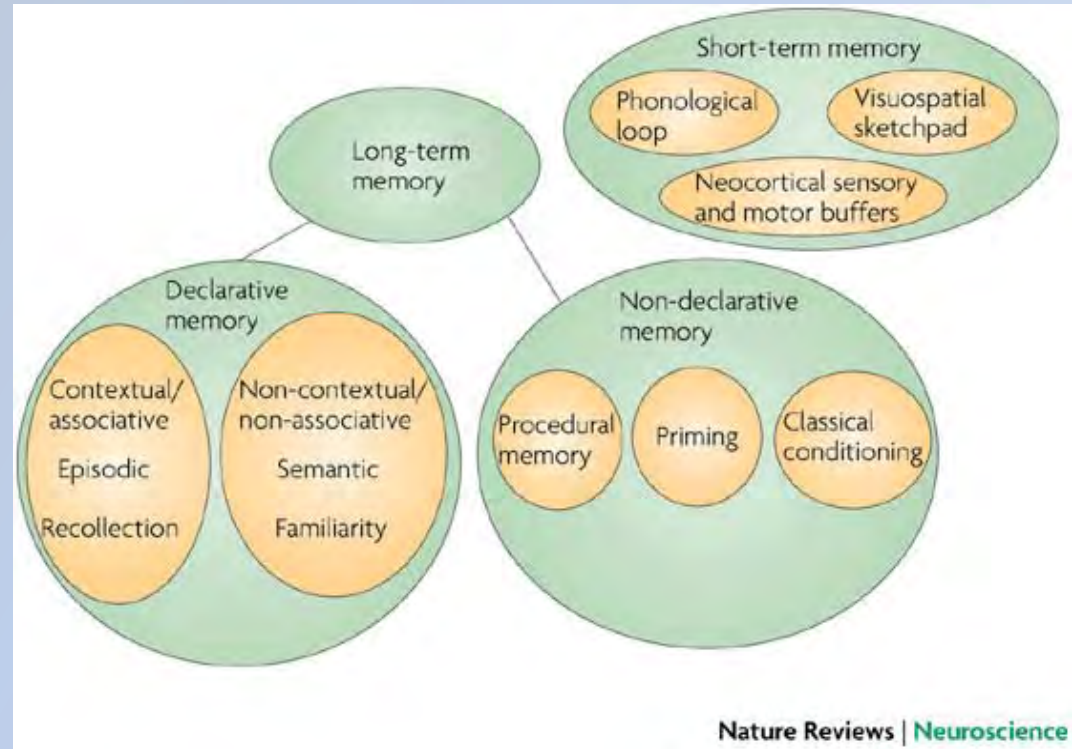 Short-term memory
Phonological
loop
Visuospatial
sketchpad
Neocortical sensory
and motor buffers
Long-term
memory
Declarative
memory
Contextual/
associative
Episodic
Recollection
Non-contextual/
non-associative
Semantic
Familiarity
Non-declarative
memory
Procedural
memory
Priming
Classical
conditioning
Nature Reviews | Neuroscience